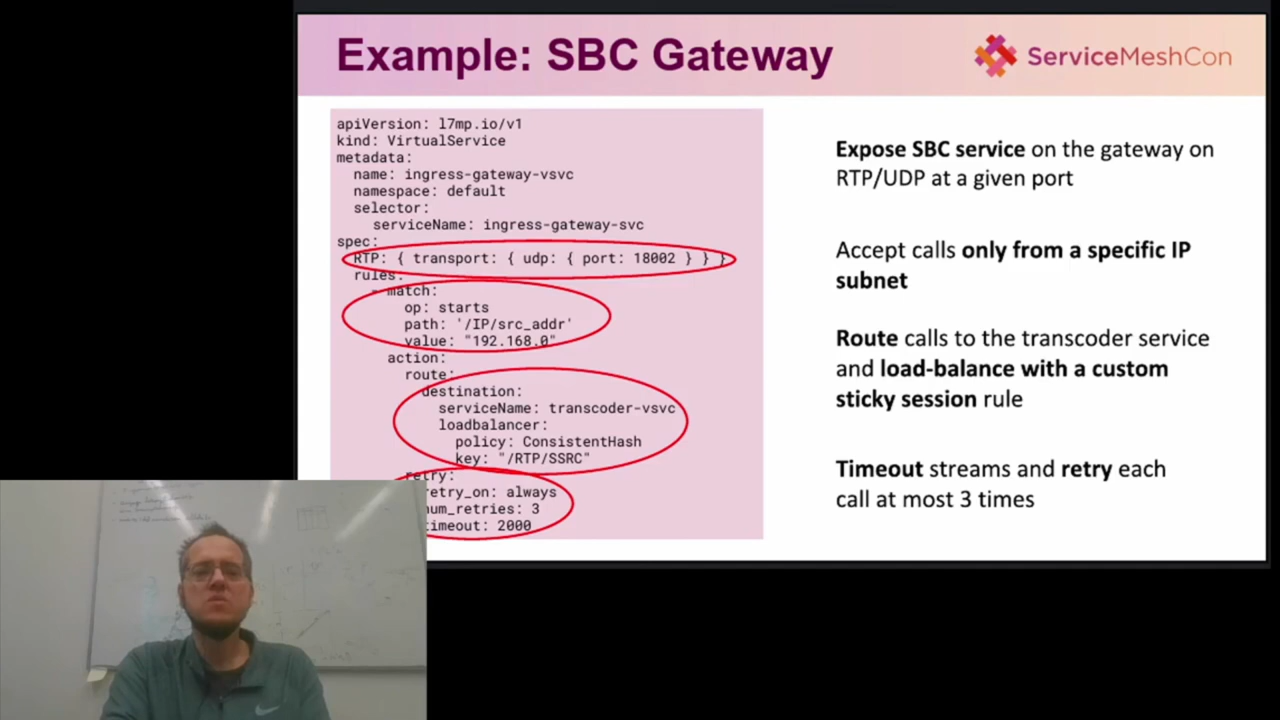 Example: SBC Gateway
ServiceMeshCon
apiVersion: l7mp.io/v1
kind: VirtualService
metadata:
name: ingress-gateway-vsvc
namespace: default
selector:
serviceName: ingress-gateway-svc
spec:
RTP: { transport: { udp: { port: 18002 } } }
rules:
- match:
op: starts
path: '/IP/src_addr'
value: "192.168.0"
action:
route:
destination:
serviceName: transcoder-vsvc
loadbalancer:
policy: ConsistentHash
key: "/RTP/SSRC"
retry:
retry_on: always
num_retries: 3
timeout: 2000
Expose SBC service on the gateway on
RTP/UDP at a given port
Accept calls only from a specific IP
subnet
Route calls to the transcoder service
and load-balance with a custom
sticky session rule
Timeout streams and retry each
call at most 3 times